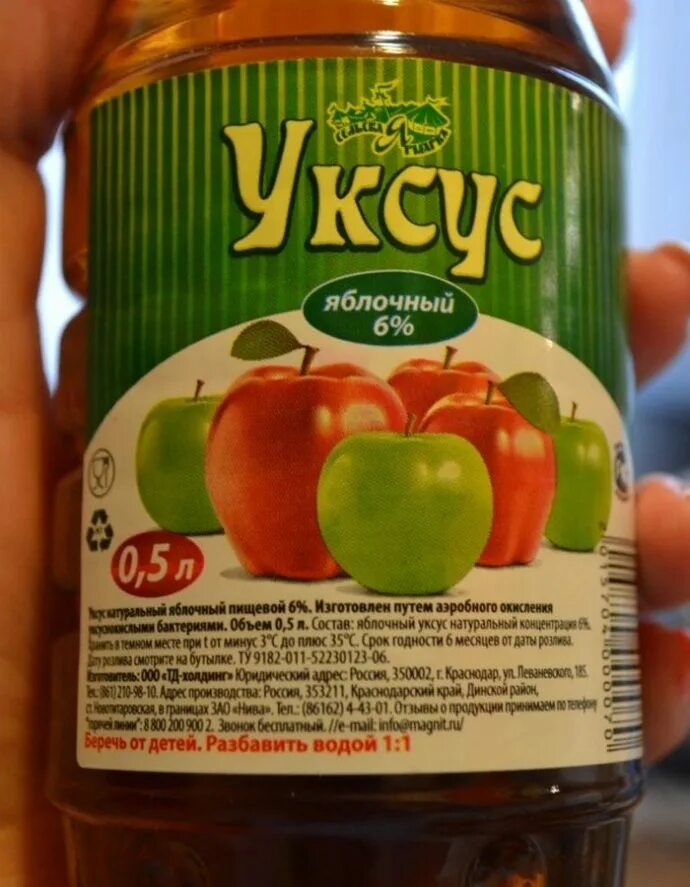 СЕЛЬСКАЯ ЯРМАРКА
Уксус
яблочный
6%
0,5 л
Уксус натуральный яблочный пищевой 6%. Изготовлен путем аэробного окисления
уксуснокислыми бактериями. Объем 0,5 л. Состав: яблочный уксус натуральный концентрация 6%.
Хранить в темном месте при t от минус 3°С до плюс 35°С. Срок годности 6 месяцев от даты розлива.
Дату розлива смотрите на бутылке. ТУ 9182-011-52230123-06.
Изготовитель: ООО «ТД-холдинг» Юридический адрес: Россия, 350002, г. Краснодар, ул. Леваневского, 185.
Тел.: (861) 210-98-10. Адрес производства: Россия, 353211, Краснодарский край, Динской район,
ст. Новотитаровская, в границах ЗАО «Нива». Тел.: (86162) 4-43-01. Отзывы о продукции принимаем по телефону
"горячей линии": 8 800 200 900 2. Звонок бесплатный. //e-mail: info@magnit.ru/
Беречь от детей. Разбавить водой 1:1